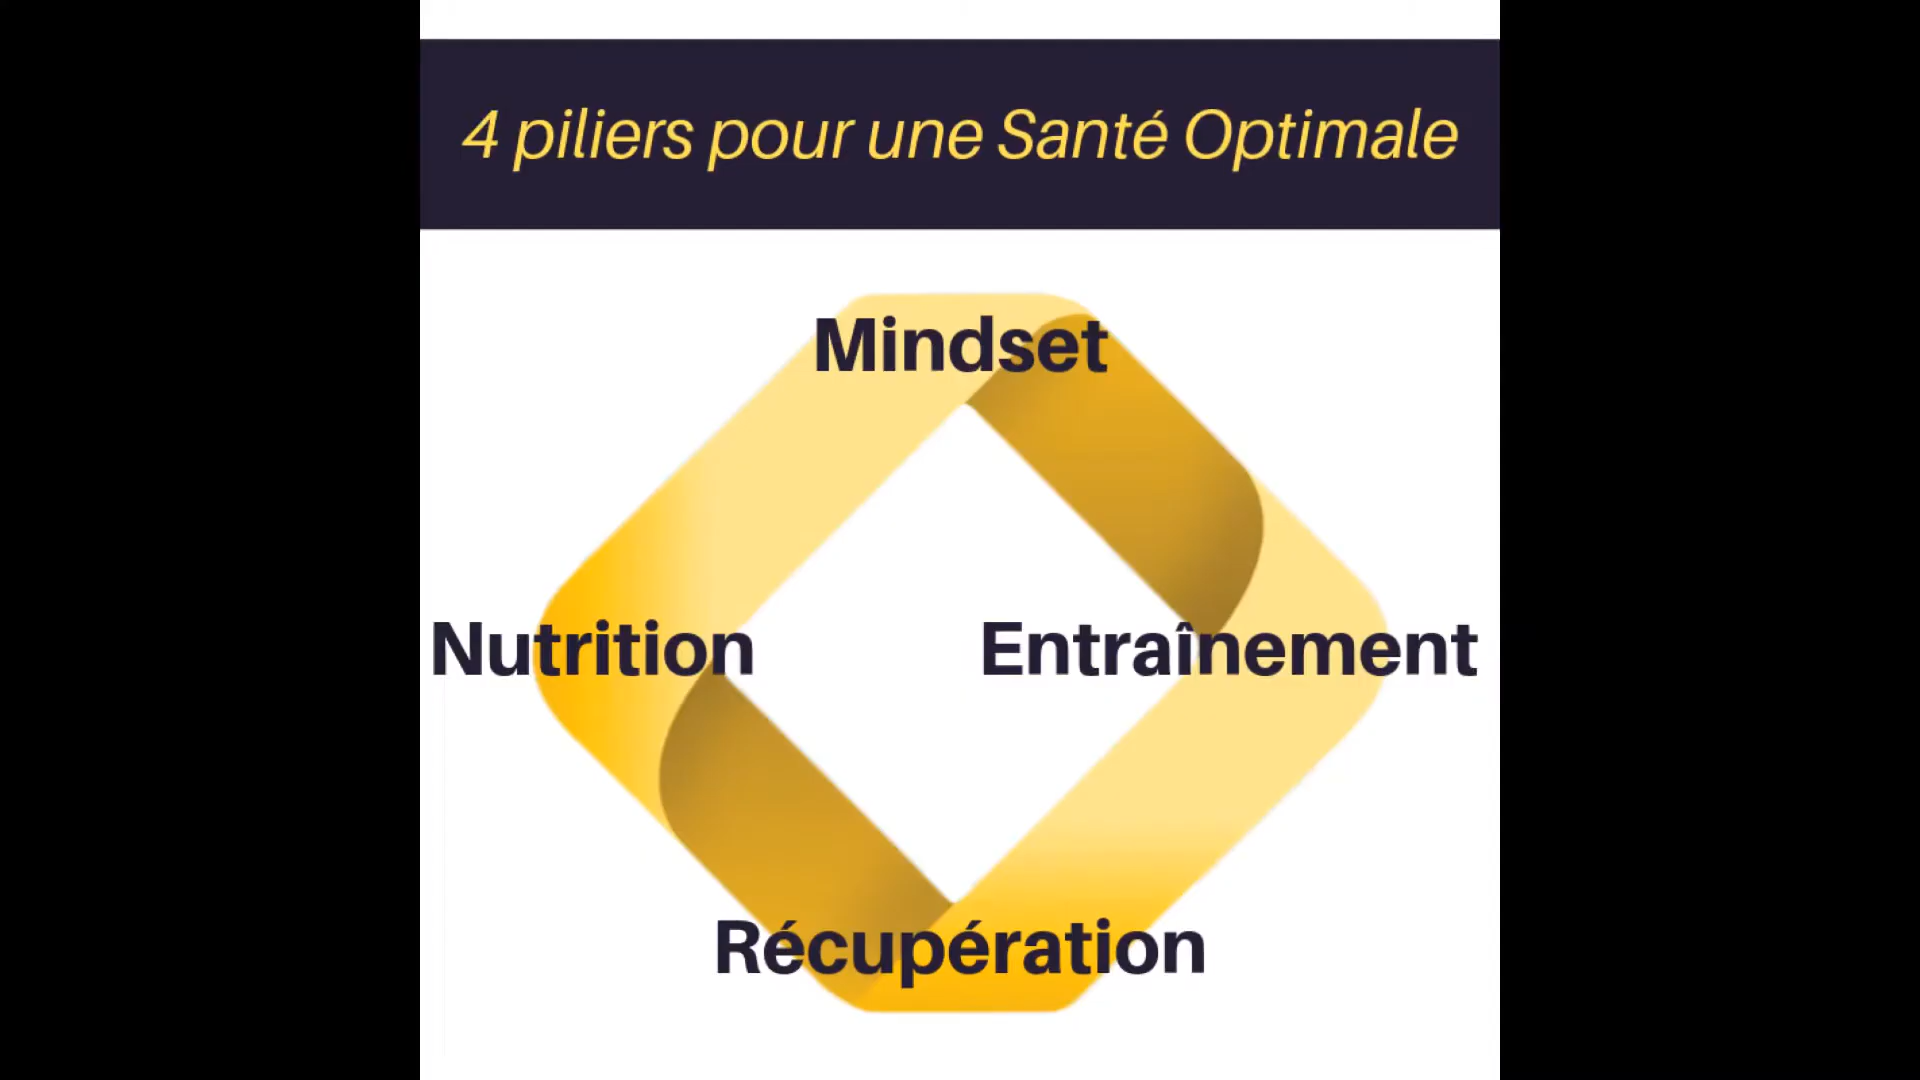 4 piliers pour une Santé Optimale
Mindset
Nutrition
Entraînement
Récupération